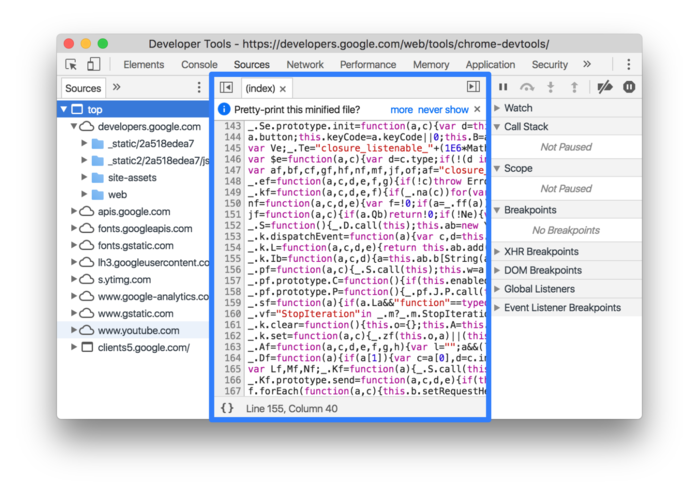 Developer Tools - https://developers.google.com/web/tools/chrome-devtools/
Elements Console Sources Network Performance Memory Application Security »
Sources »
top
developers.google.com
_static/2a518edea7
_static2/2a518edea7/js
site-assets
web
apis.google.com
fonts.googleapis.com
fonts.gstatic.com
lh3.googleusercontent.co
s.ytimg.com
www.google-analytics.co
www.gstatic.com
www.youtube.com
clients5.google.com/
(index) ×
Pretty-print this minified file? more never show ×
143 _.Se.prototype.init=function(a,c){var d=th
144 a.button;this.keyCode=a.keyCode||0;this.B=a
145 var Ve;_.Te="closure_listenable_"+(1E6*Mat
146 var $e=function(a,c){var d=c.type;if(!(d i
147 var af,bf,cf,gf,hf,nf,mf,jf,of;af="closure_
148 _.ef=function(a,c,d,e,f,g){if(!c)throw Erro
149 _.kf=function(a,c,d,e,f){if(_.na(c))for(var
150 nf=function(a,c,d,e){var f=!0;if(a=_.ff(a))
151 jf=function(a,c){if(a.Qb)return!0;if(!Ne){v
152 _.S=function(){_.D.call(this);this.ab=new
153 _.k.dispatchEvent=function(a){var c,d=this.
154 _.k.L=function(a,c,d,e){return this.ab.add
155 _.k.Ib=function(a,c,d){a=this.ab.b[String(a
156 _.pf=function(a,c){_.S.call(this);this.w=a
157 _.pf.prototype.C=function(){if(this.enabled
158 _.pf.prototype.P=function(){_.pf.J.P.call(t
159 _.sf=function(a){if(a.La&&"function"==type
160 _.vf="StopIteration"in _.m?_.m.StopIteratio
161 _.k.clear=function(){this.o={};this.A=this.
162 _.k.set=function(a,c){_.zf(this.o,a)||(this
163 _.Af=function(a,c,d,e,f,g,h){var l="";a&&(l
164 _.Df=function(a){if(a[1]){var c=a[0],d=c.in
165 var Lf,Mf,Nf;_.Kf=function(a){_.S.call(this
166 _.Kf.prototype.send=function(a,c,d,e){if(th
167 f.forEach(function(a,c){this.b.setRequestHe
{} Line 155, Column 40
Watch
Call Stack
Not Paused
Scope
Not Paused
Breakpoints
No Breakpoints
XHR Breakpoints
DOM Breakpoints
Global Listeners
Event Listener Breakpoints